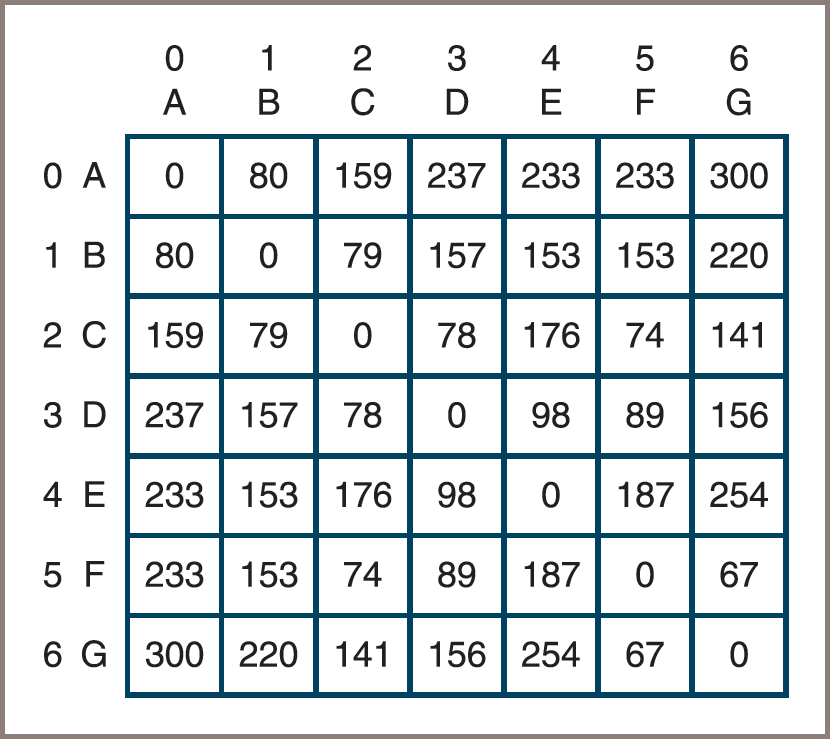 0 1 2 3 4 5 6
A B C D E F G
0 A 0 80 159 237 233 233 300
1 B 80 0 79 157 153 153 220
2 C 159 79 0 78 176 74 141
3 D 237 157 78 0 98 89 156
4 E 233 153 176 98 0 187 254
5 F 233 153 74 89 187 0 67
6 G 300 220 141 156 254 67 0